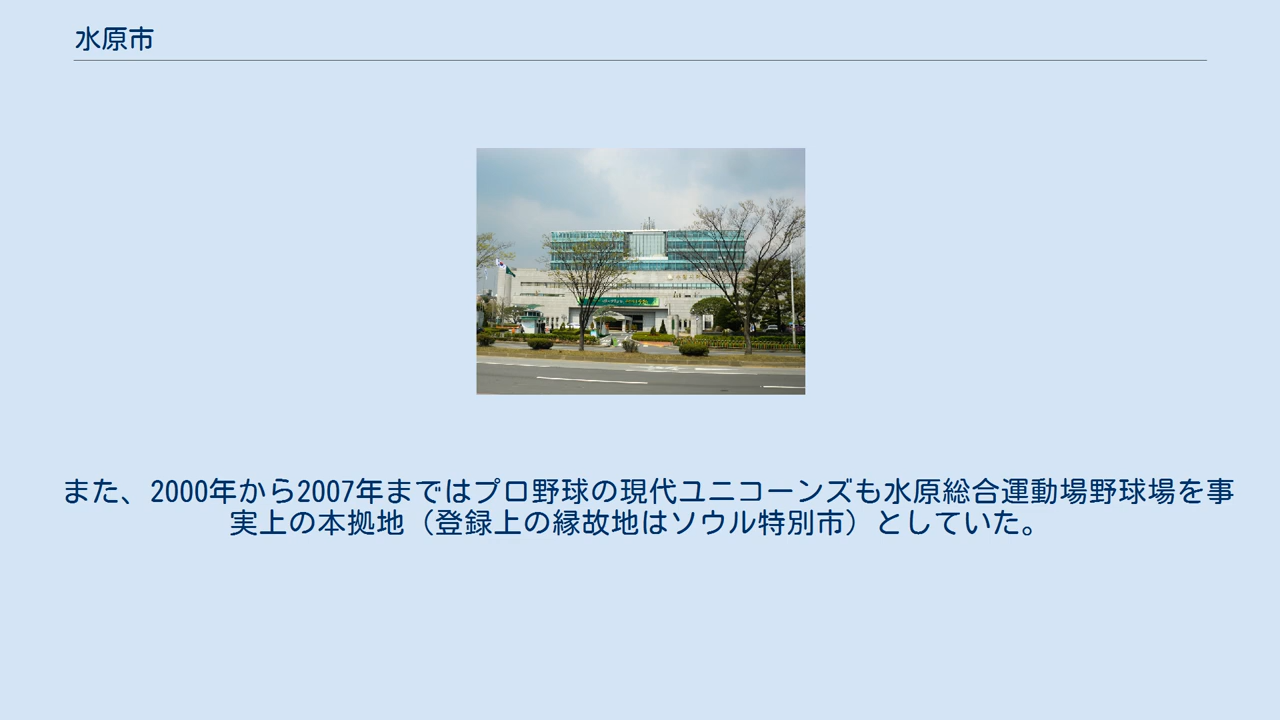 水原市
また、2000年から2007年まではプロ野球の現代ユニコーンズも水原総合運動場野球場を事
実上の本拠地（登録上の縁故地はソウル特別市）としていた。